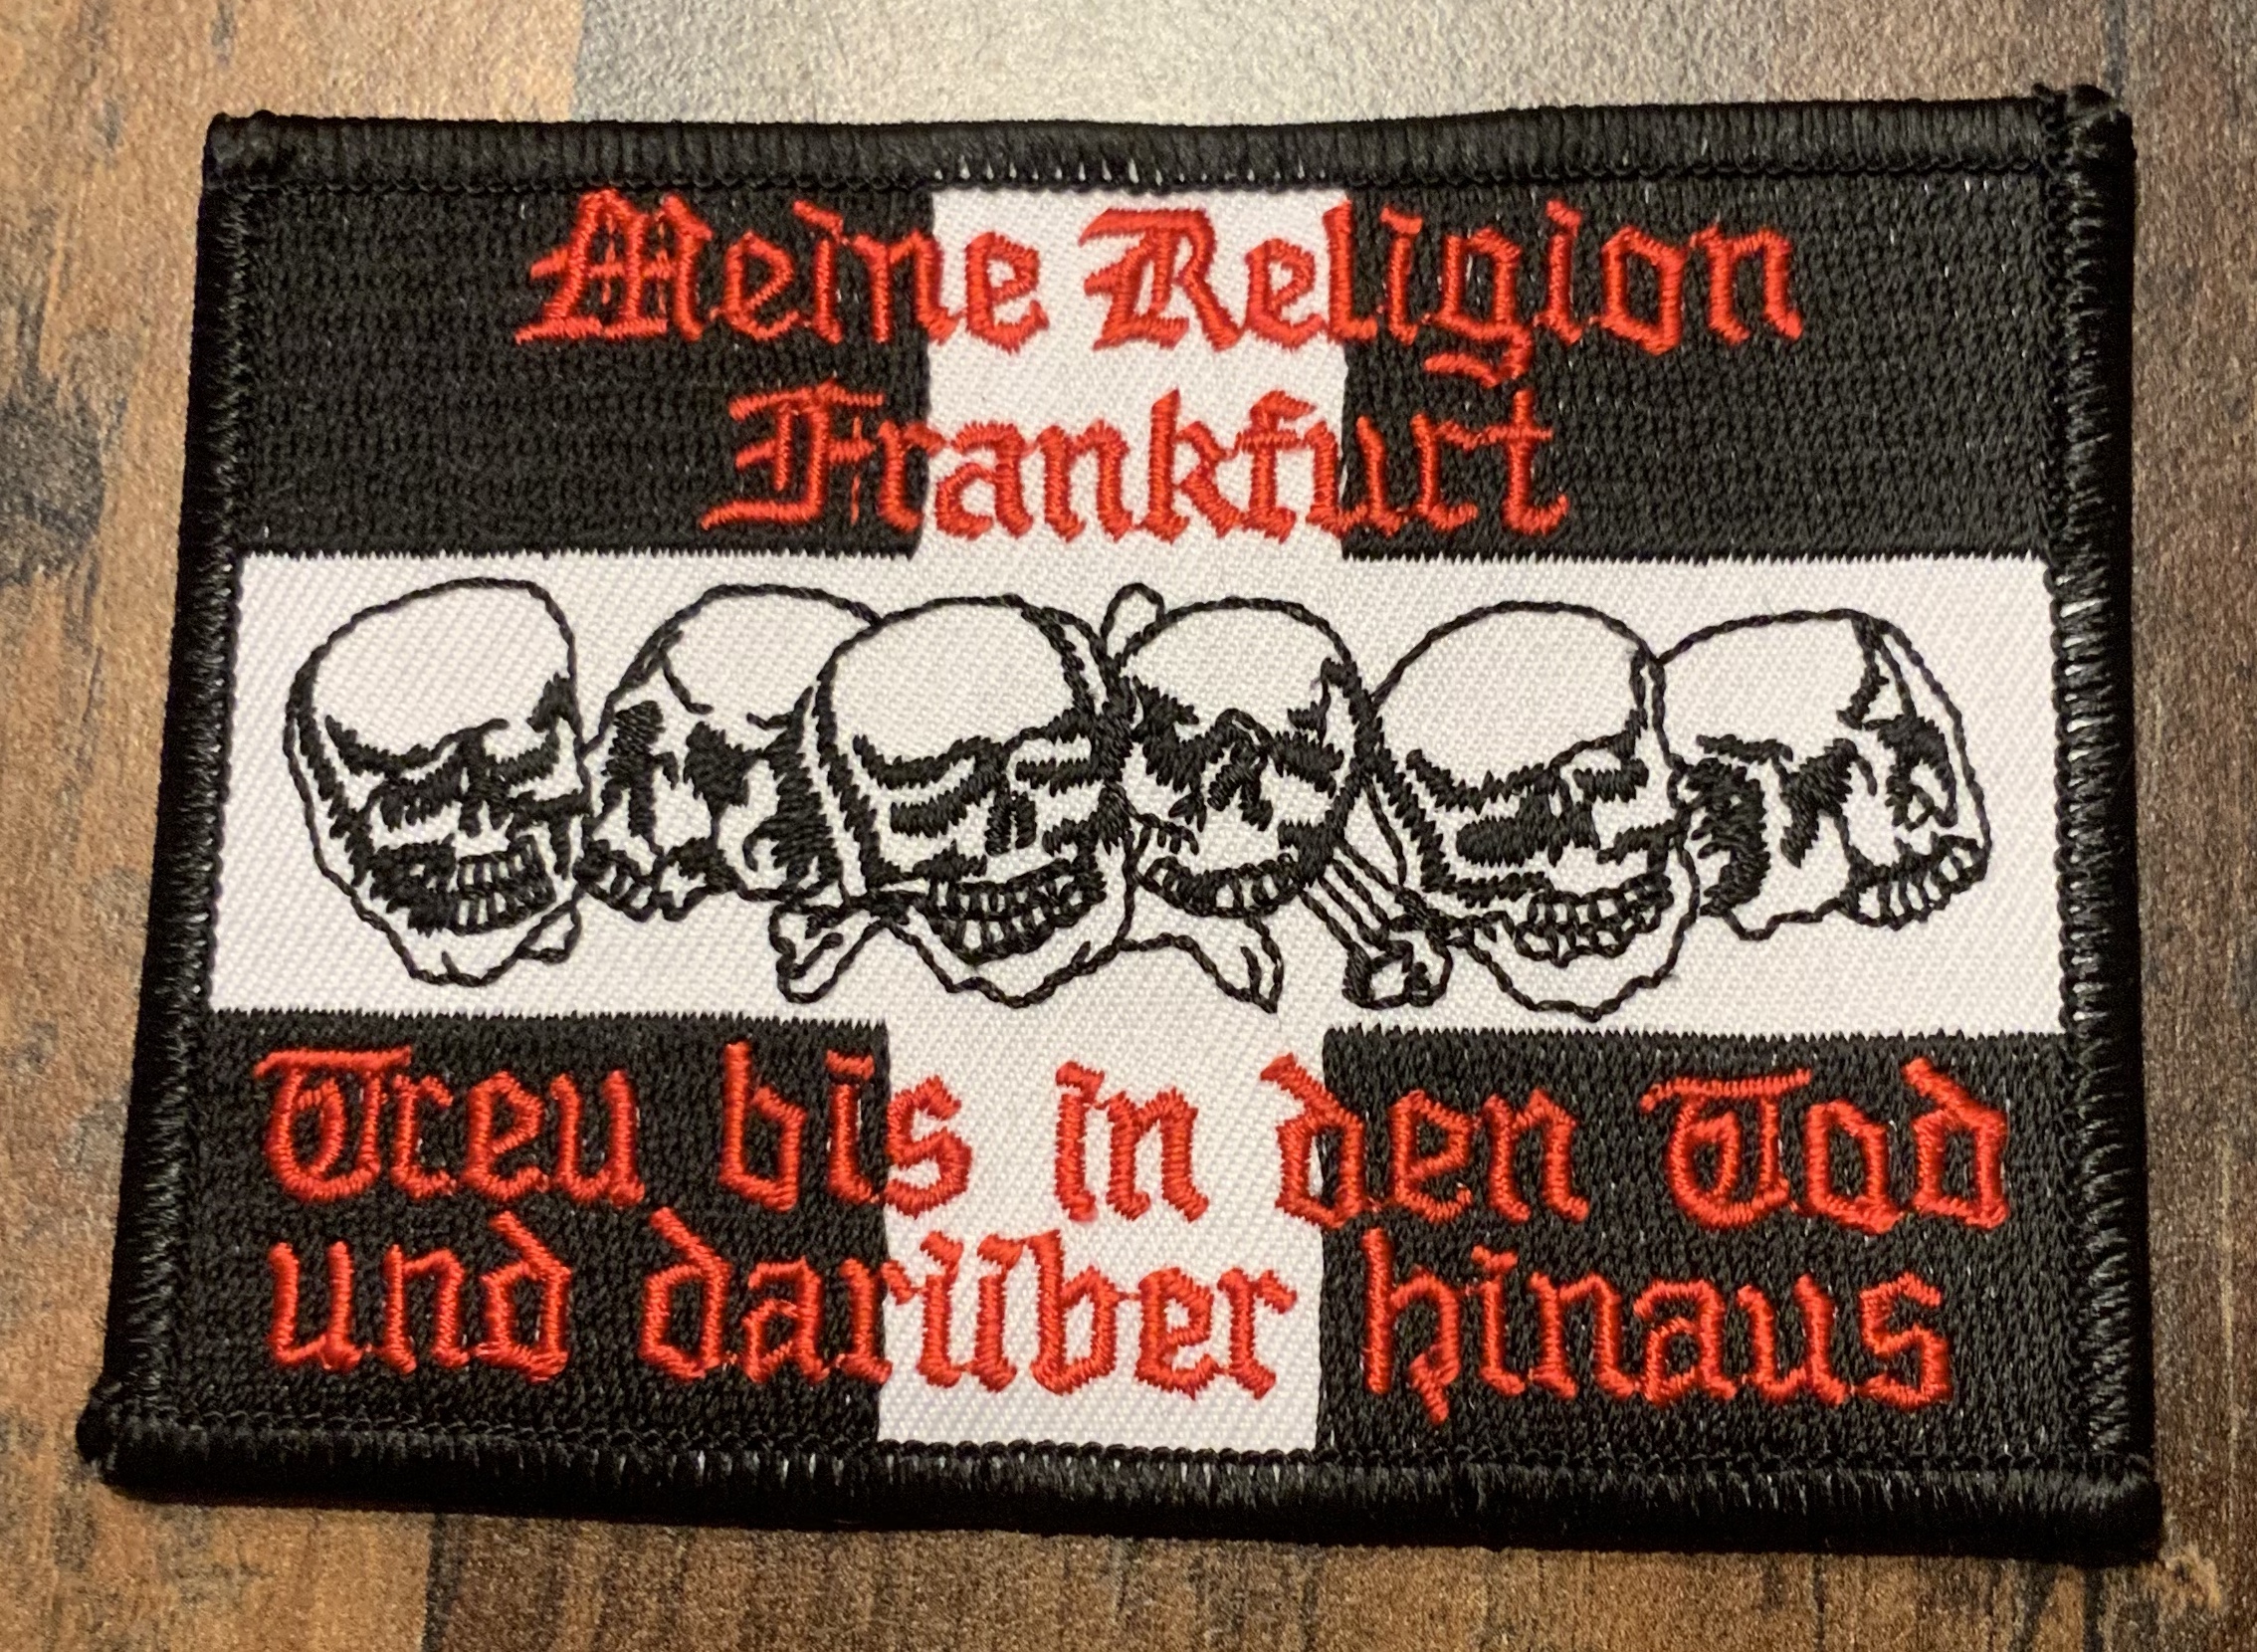 Meine Religion
Frankfurt
Treu bis in den Tod
und darüber hinaus